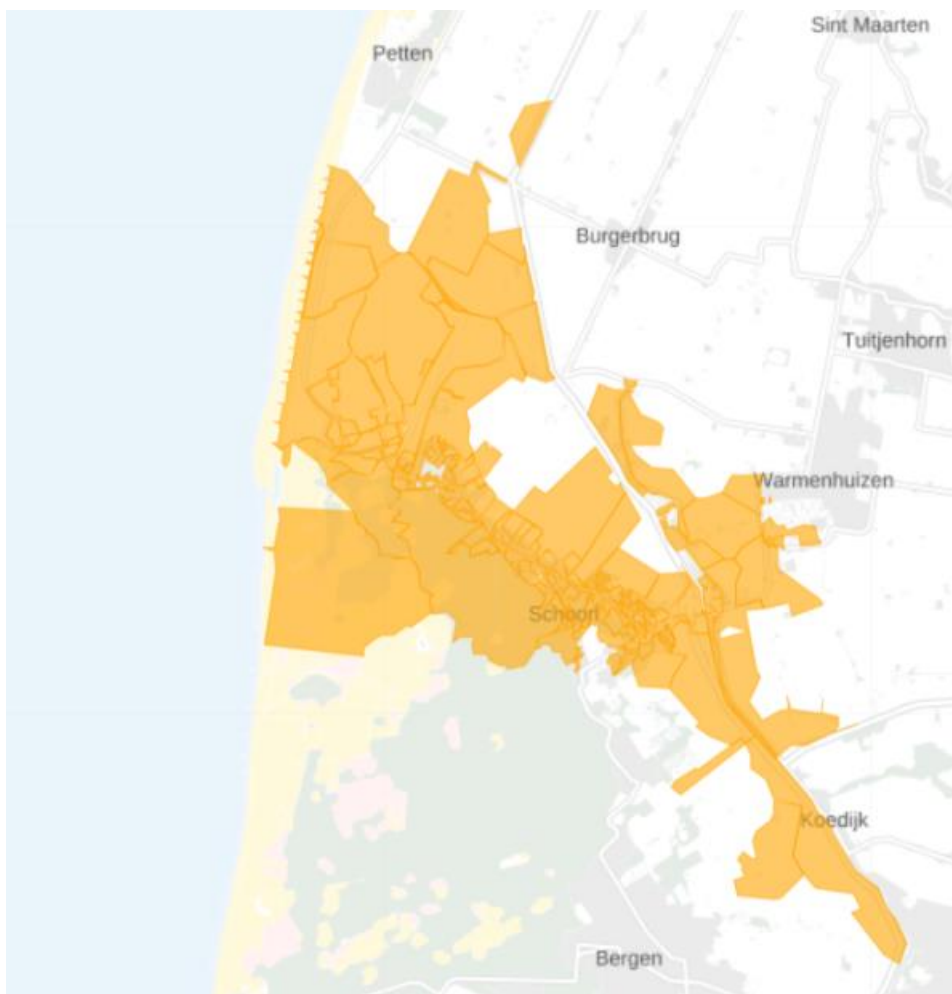 Sint Maarten
Petten
Burgerbrug
Tuitjenhorn
Warmenhuizen
Schoorl
Koedijk
Bergen